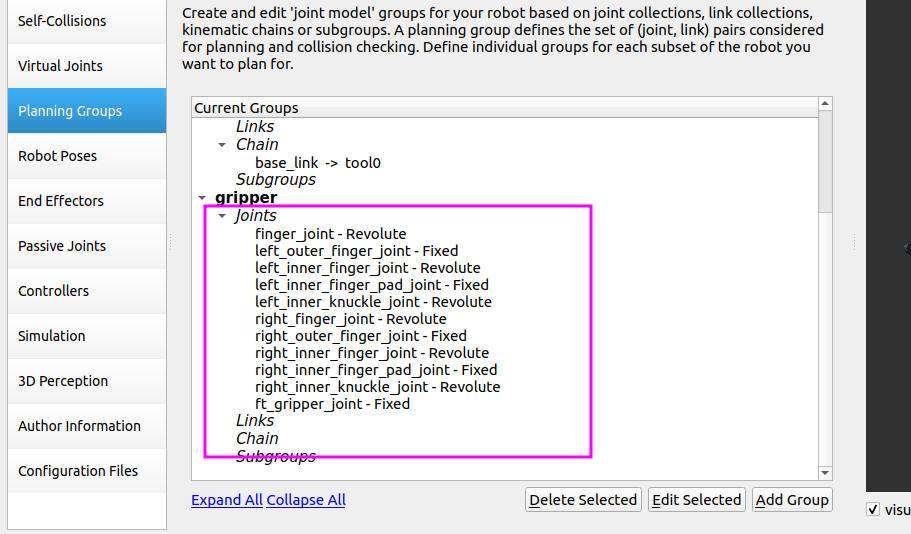 Self-Collisions
Virtual Joints
Planning Groups
Robot Poses
End Effectors
Passive Joints
Controllers
Simulation
3D Perception
Author Information
Configuration Files
Create and edit 'joint model' groups for your robot based on joint collections, link collections,
kinematic chains or subgroups. A planning group defines the set of (joint, link) pairs considered
for planning and collision checking. Define individual groups for each subset of the robot you
want to plan for.
Current Groups
Links
Chain
base_link -> tool0
Subgroups
gripper
Joints
finger_joint - Revolute
left_outer_finger_joint - Fixed
left_inner_finger_joint - Revolute
left_inner_finger_pad_joint - Fixed
left_inner_knuckle_joint - Revolute
right_finger_joint - Revolute
right_outer_finger_joint - Fixed
right_inner_finger_joint - Revolute
right_inner_finger_pad_joint - Fixed
right_inner_knuckle_joint - Revolute
ft_gripper_joint - Fixed
Links
Chain
Subgroups
Expand All Collapse All
Delete Selected
Edit Selected
Add Group
visu